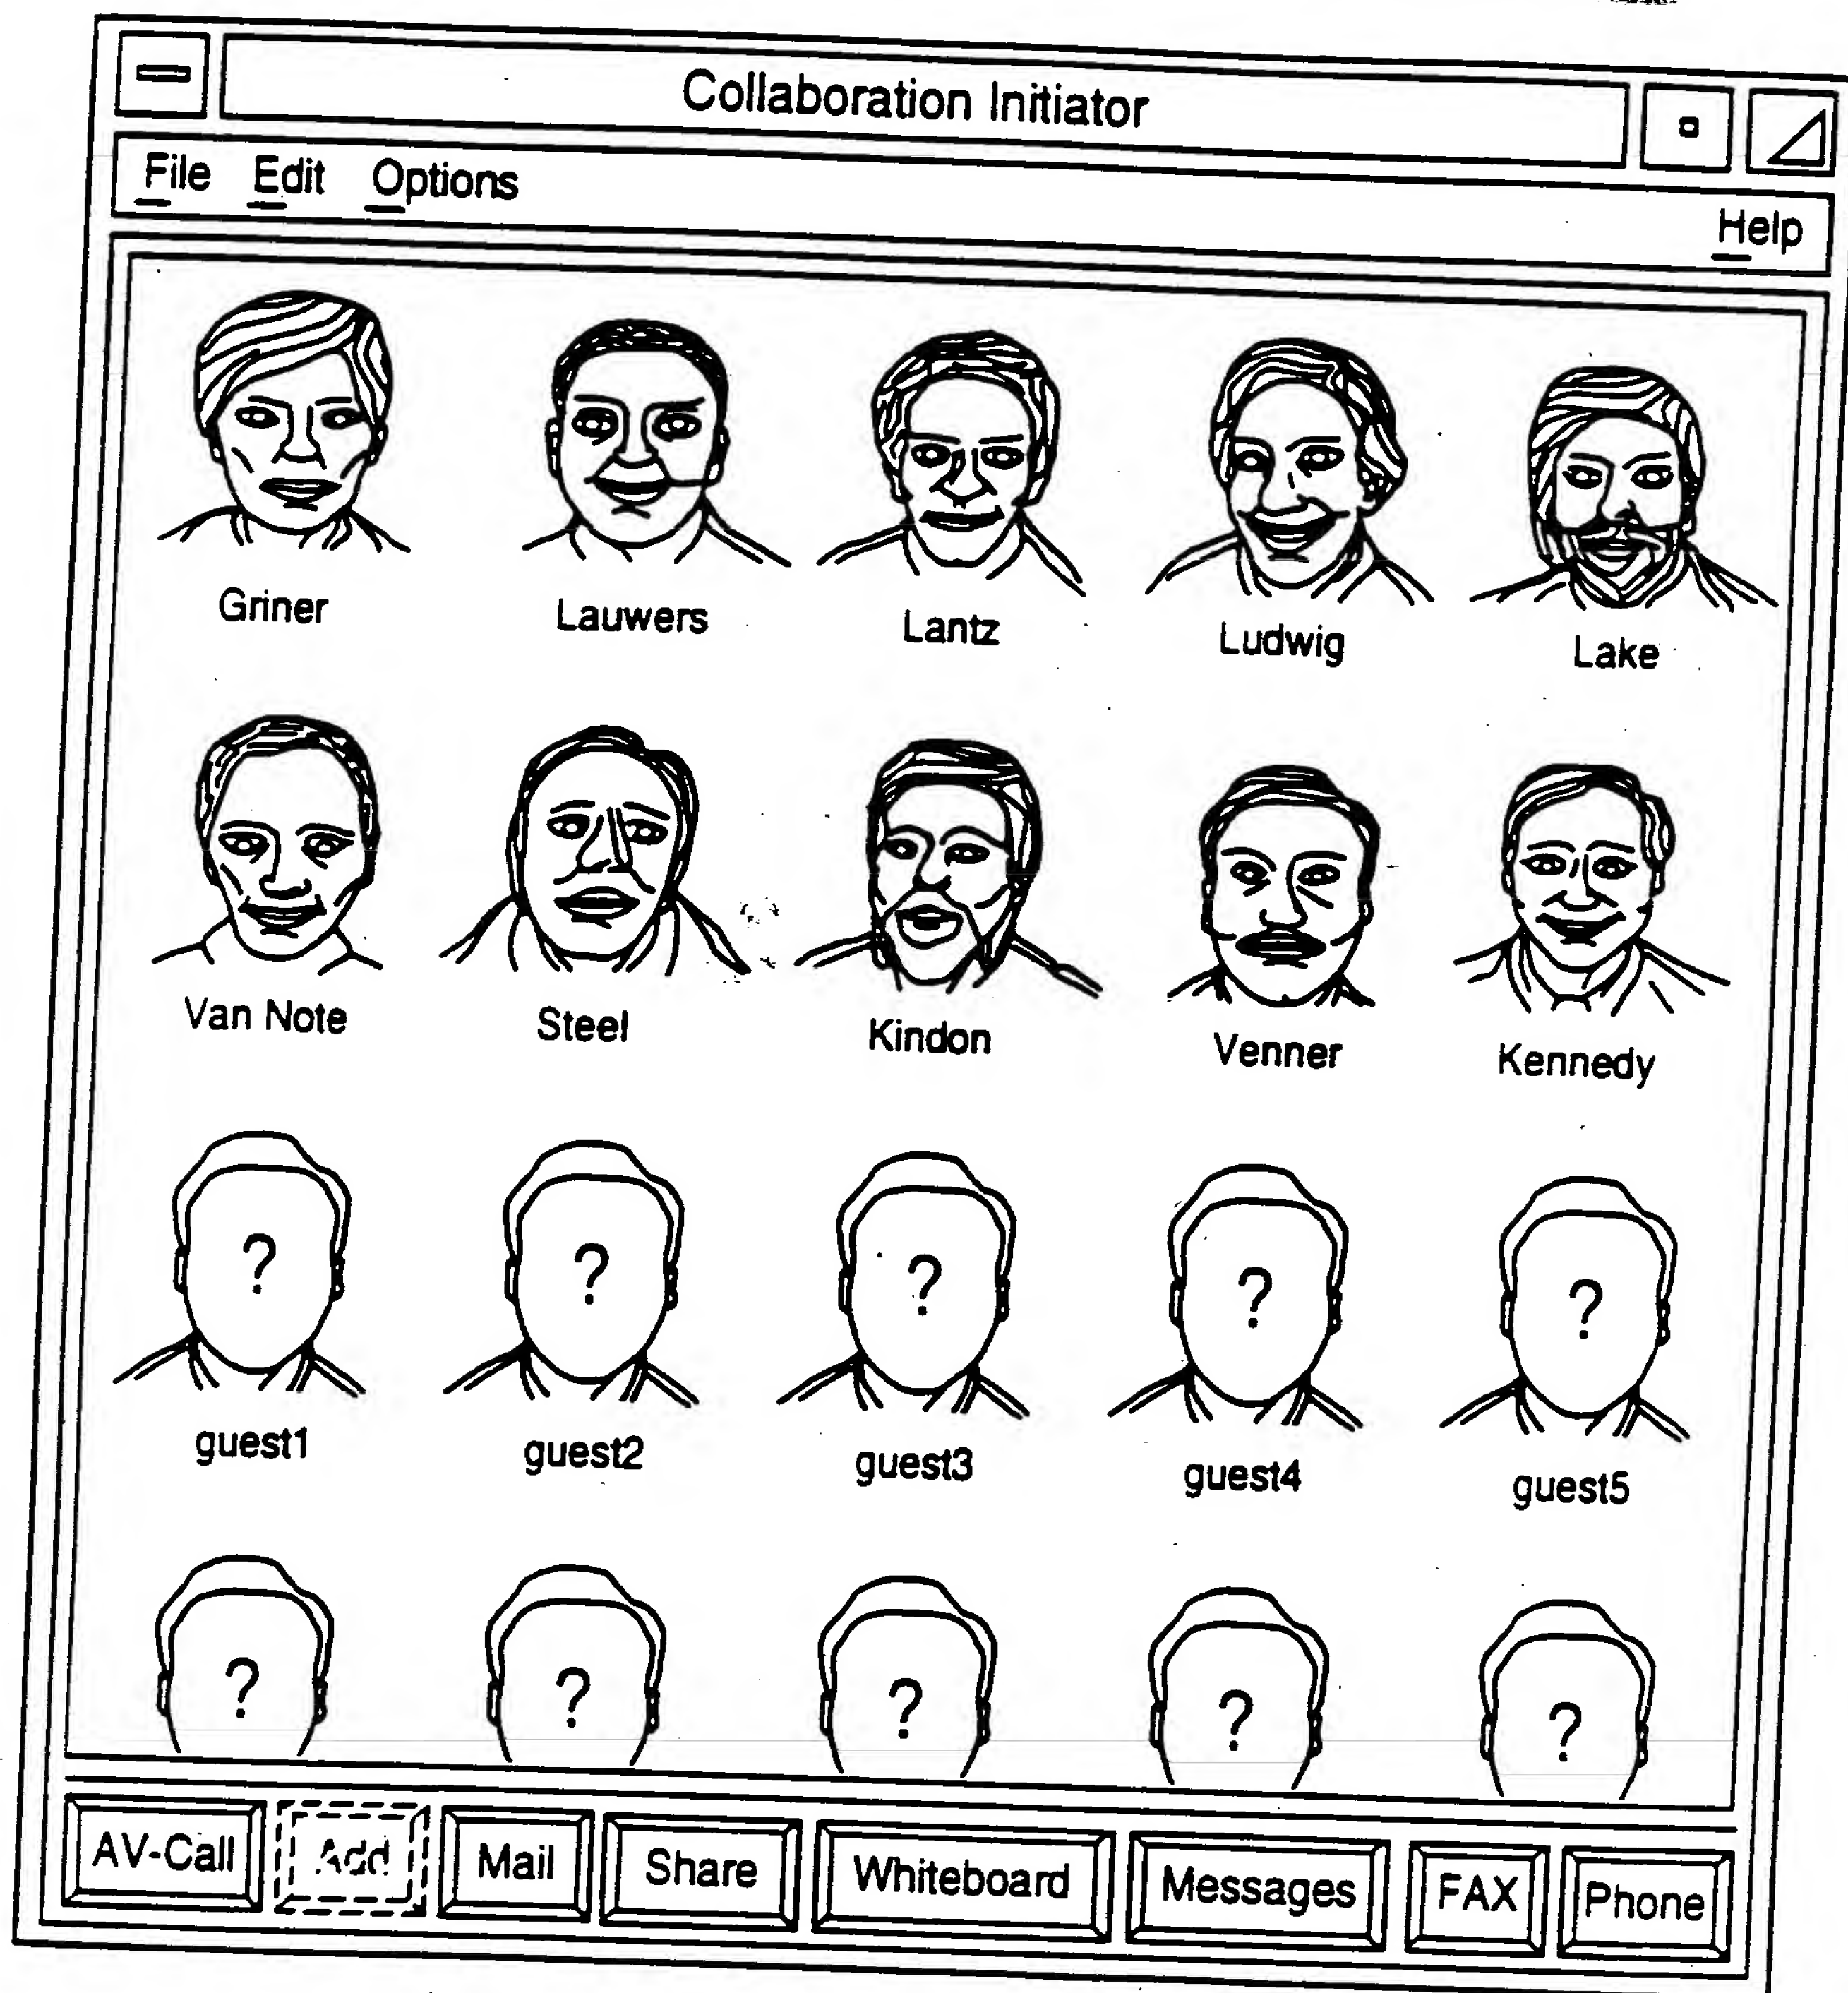 Collaboration Initiator
File Edit Options Help
Griner Lauwers Lantz Ludwig Lake
Van Note Steel Kindon Venner Kennedy
? ? ? ? ?
guest1 guest2 guest3 guest4 guest5
? ? ? ? ?
AV-Call Add Mail Share Whiteboard Messages FAX Phone